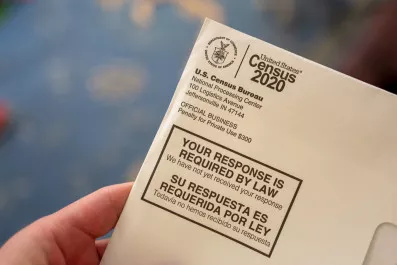 United States®
Census
2020
U.S. Census Bureau
National Processing Center
100 Logistics Avenue
Jeffersonville IN 47144
OFFICIAL BUSINESS
Penalty for Private Use $300
YOUR RESPONSE IS
REQUIRED BY LAW
We have not yet received your response
SU RESPUESTA ES
REQUERIDA POR LEY
Todavía no hemos recibido su respuesta